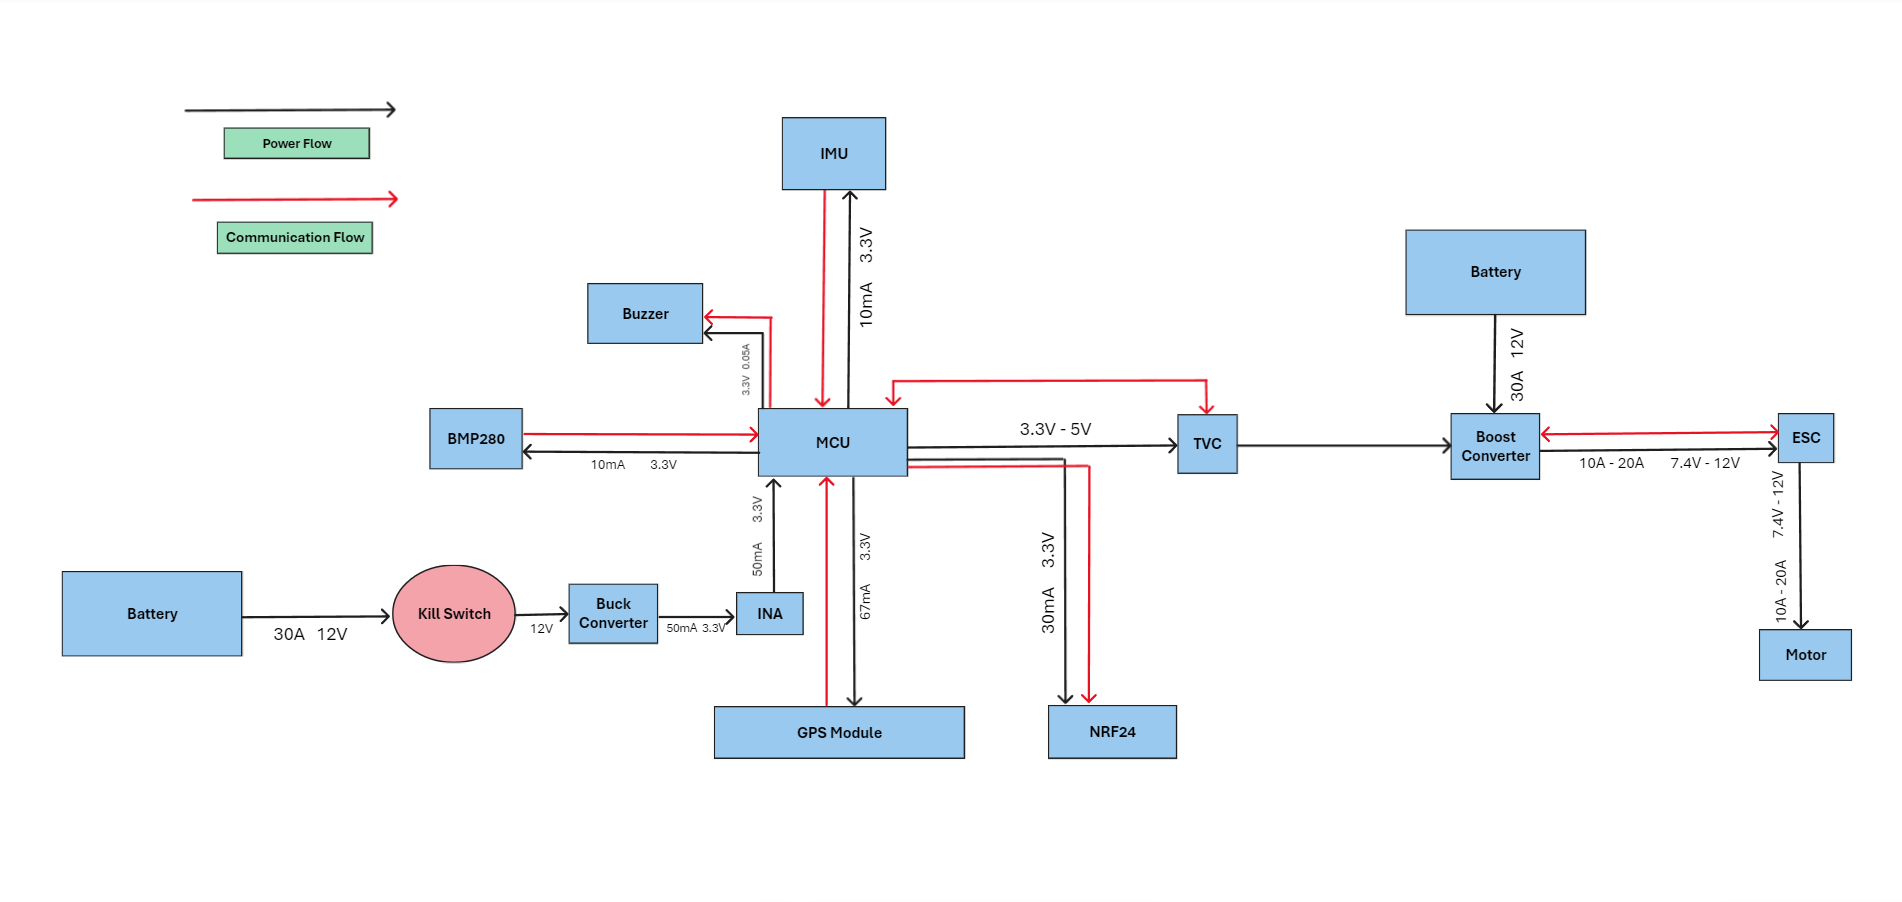 Power Flow
Communication Flow
IMU
10mA 3.3V
Buzzer
3.3V 0.05A
Battery
30A 12V
BMP280
10mA 3.3V
MCU
3.3V - 5V
TVC
Boost
Converter
10A - 20A 7.4V - 12V
ESC
10A - 20A 7.4V - 12V
Motor
50mA 3.3V
67mA 3.3V
30mA 3.3V
Battery
30A 12V
Kill Switch
12V
Buck
Converter
50mA 3.3V
INA
GPS Module
NRF24